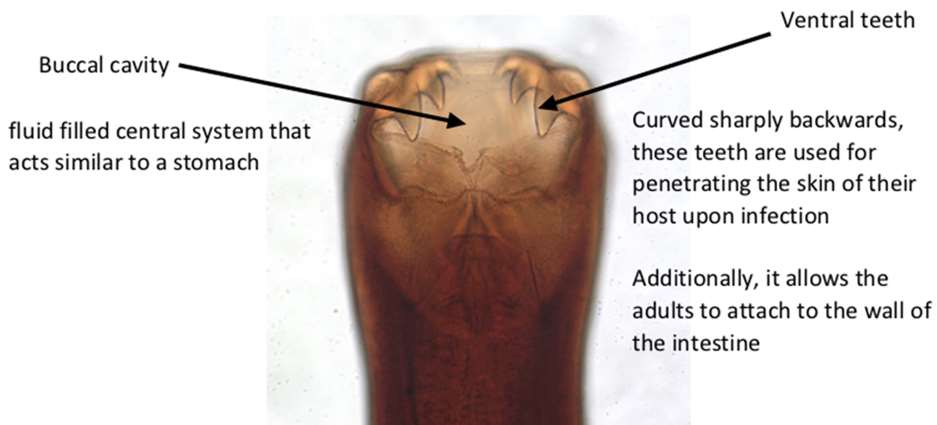 Buccal cavity
fluid filled central system that
acts similar to a stomach
Ventral teeth
Curved sharply backwards,
these teeth are used for
penetrating the skin of their
host upon infection
Additionally, it allows the
adults to attach to the wall of
the intestine